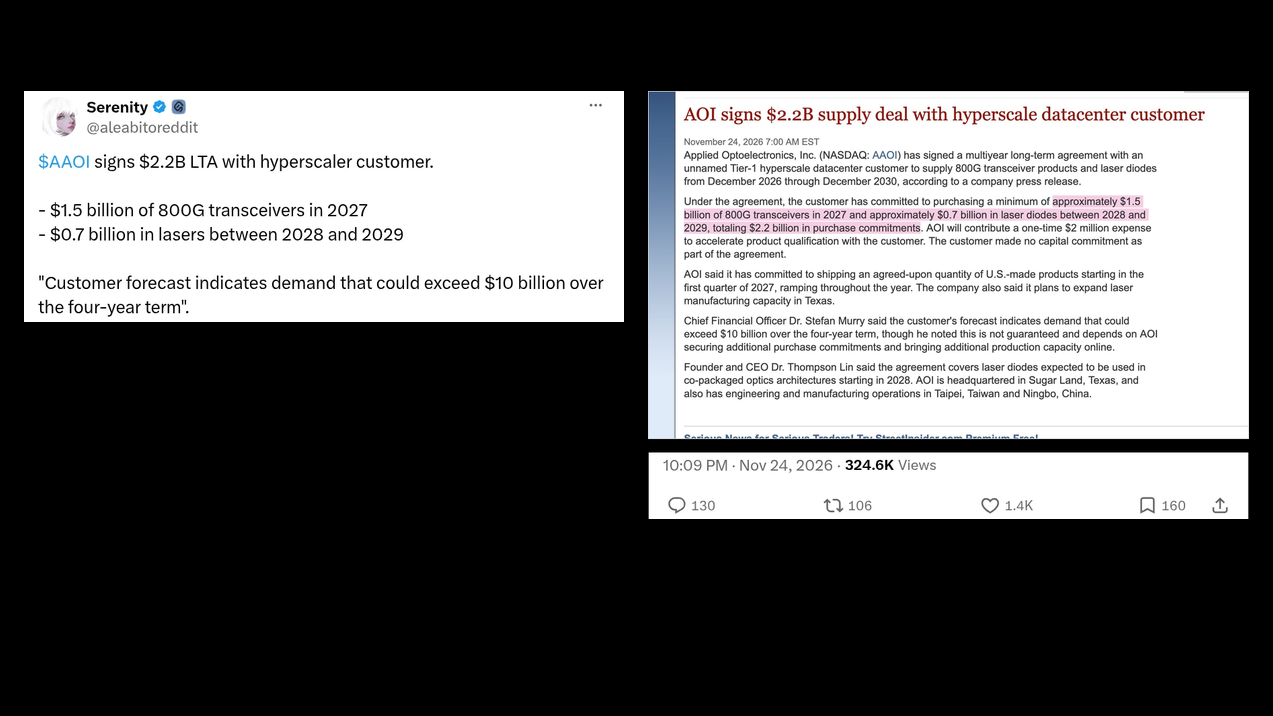 Serenity
@aleabitoreddit
$AAOI signs $2.2B LTA with hyperscaler customer.
- $1.5 billion of 800G transceivers in 2027
- $0.7 billion in lasers between 2028 and 2029
"Customer forecast indicates demand that could exceed $10 billion over
the four-year term".
AOI signs $2.2B supply deal with hyperscale datacenter customer
November 24, 2026 7:00 AM EST
Applied Optoelectronics, Inc. (NASDAQ: AAOI) has signed a multiyear long-term agreement with an
unnamed Tier-1 hyperscale datacenter customer to supply 800G transceiver products and laser diodes
from December 2026 through December 2030, according to a company press release.
Under the agreement, the customer has committed to purchasing a minimum of approximately $1.5
billion of 800G transceivers in 2027 and approximately $0.7 billion in laser diodes between 2028 and
2029, totaling $2.2 billion in purchase commitments. AOI will contribute a one-time $2 million expense
to accelerate product qualification with the customer. The customer made no capital commitment as
part of the agreement.
AOI said it has committed to shipping an agreed-upon quantity of U.S.-made products starting in the
first quarter of 2027, ramping throughout the year. The company also said it plans to expand laser
manufacturing capacity in Texas.
Chief Financial Officer Dr. Stefan Murry said the customer's forecast indicates demand that could
exceed $10 billion over the four-year term, though he noted this is not guaranteed and depends on AOI
securing additional purchase commitments and bringing additional production capacity online.
Founder and CEO Dr. Thompson Lin said the agreement covers laser diodes expected to be used in
co-packaged optics architectures starting in 2028. AOI is headquartered in Sugar Land, Texas, and
also has engineering and manufacturing operations in Taipei, Taiwan and Ningbo, China.
Serious News for Serious Traders! Try StreetInsider.com Premium Free!
10:09 PM · Nov 24, 2026 · 324.6K Views
130 106 1.4K 160